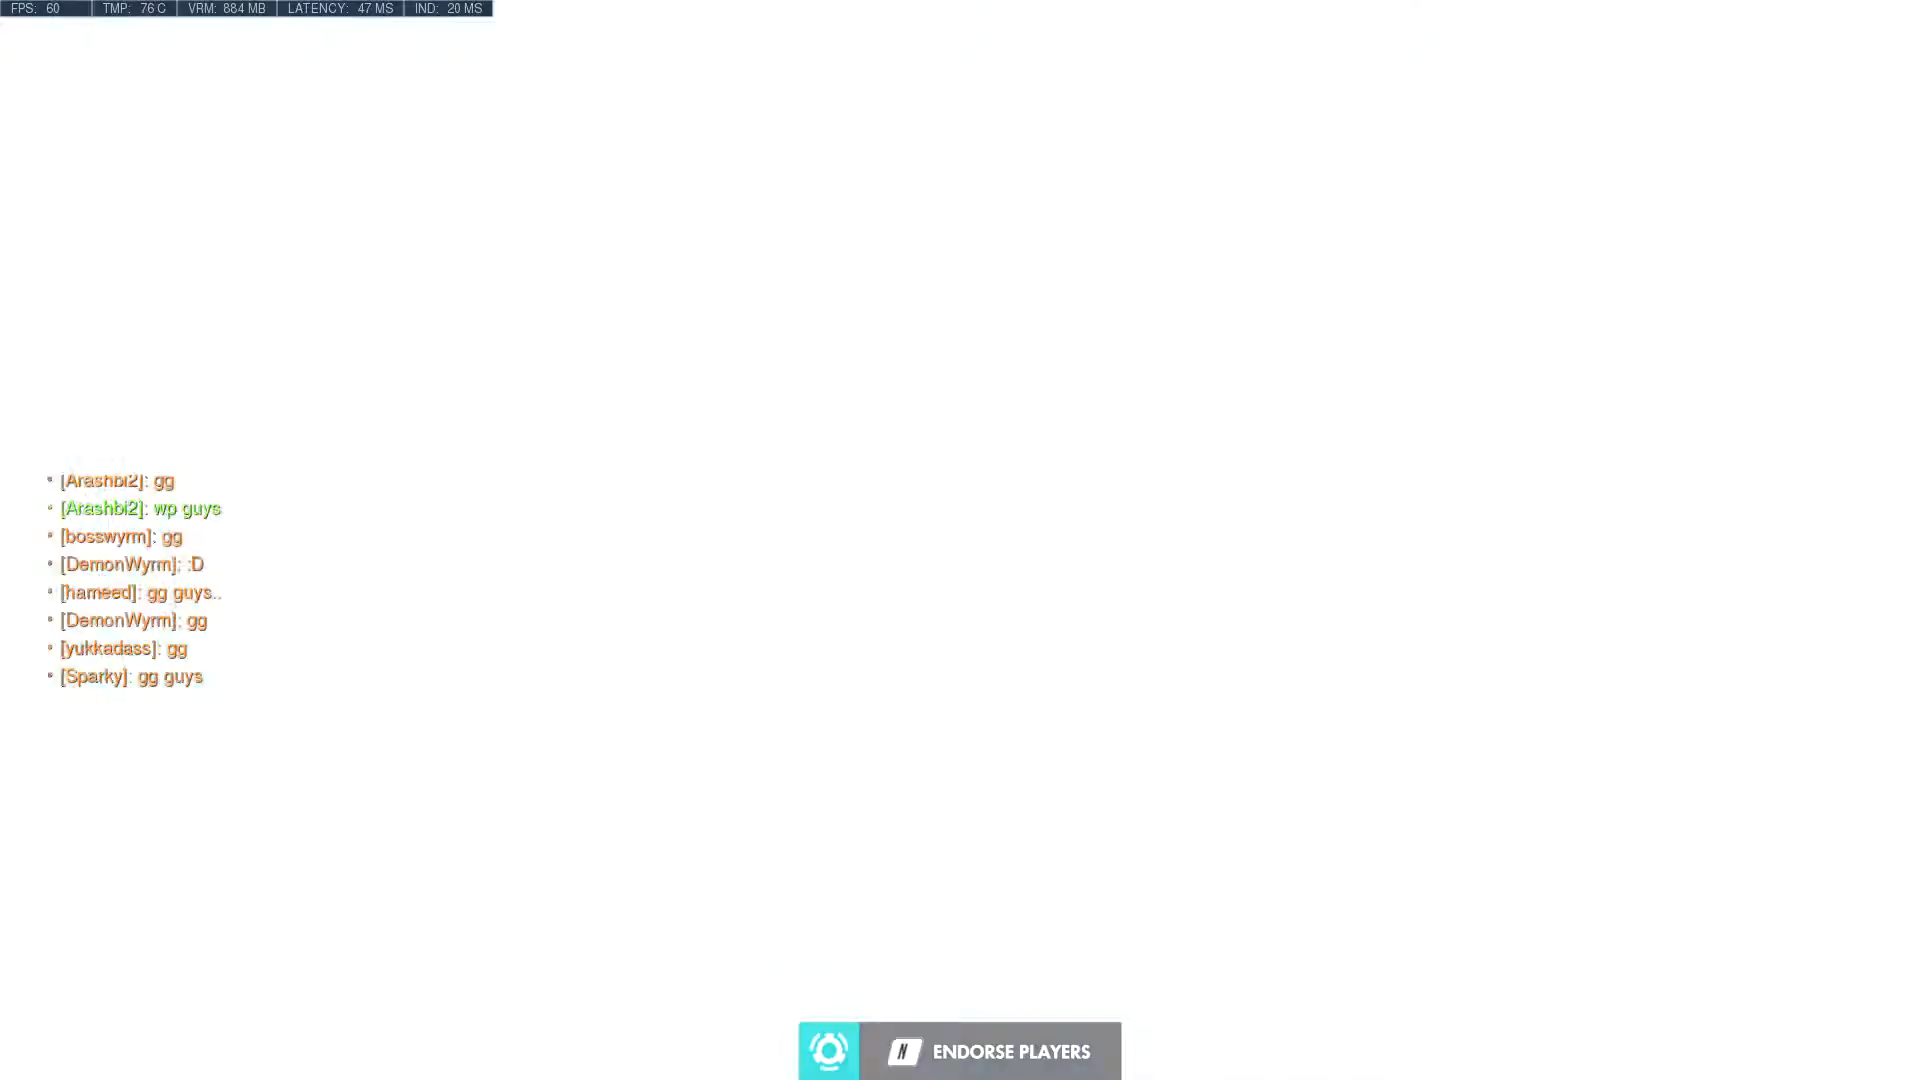 FPS: 60 TMP: 76 C VRM: 884 MB LATENCY: 47 MS IND: 20 MS
[Arashbi2]: gg
[Arashbi2]: wp guys
[bosswyrm]: gg
[DemonWyrm]: :D
[hameed]: gg guys..
[DemonWyrm]: gg
[yukkadass]: gg
[Sparky]: gg guys
N ENDORSE PLAYERS